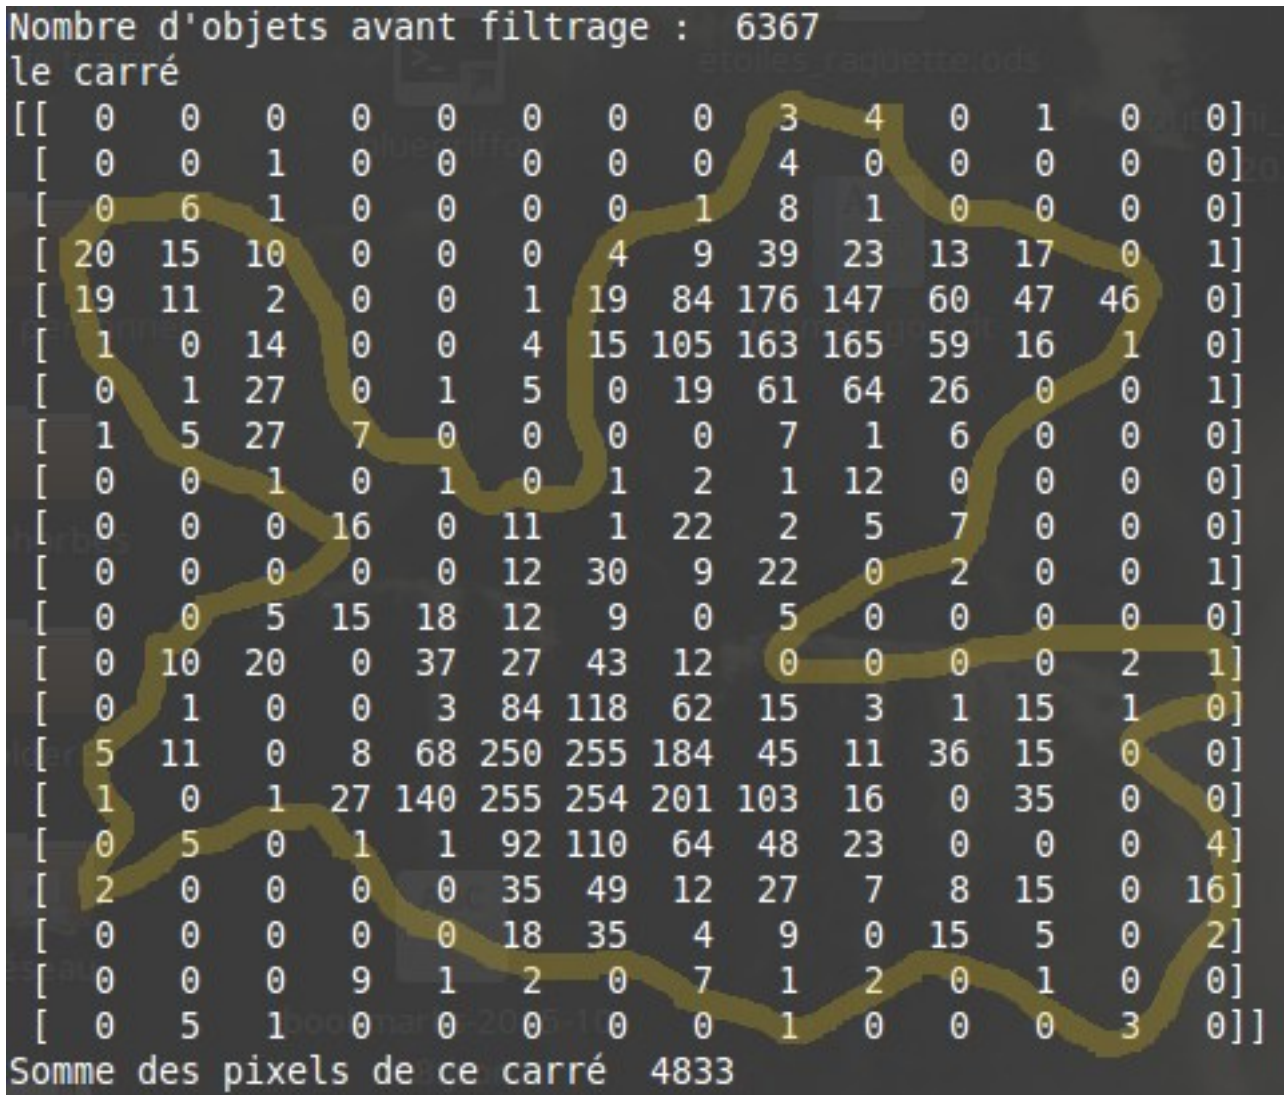 Nombre d'objets avant filtrage :  6367
le carré
[[  0   0   0   0   0   0   0   0   3   4   0   1   0   0]
 [  0   0   1   0   0   0   0   0   4   0   0   0   0   0]
 [  0   6   1   0   0   0   0   1   8   1   0   0   0   0]
 [ 20  15  10   0   0   0   4   9  39  23  13  17   0   1]
 [ 19  11   2   0   0   1  19  84 176 147  60  47  46   0]
 [  1   0  14   0   0   4  15 105 163 165  59  16   1   0]
 [  0   1  27   0   1   5   0  19  61  64  26   0   0   1]
 [  1   5  27   7   0   0   0   0   7   1   6   0   0   0]
 [  0   0   1   0   1   0   1   2   1  12   0   0   0   0]
 [  0   0   0  16   0  11   1  22   2   5   7   0   0   0]
 [  0   0   0   0   0  12  30   9  22   0   2   0   0   1]
 [  0   0   5  15  18  12   9   0   5   0   0   0   0   0]
 [  0  10  20   0  37  27  43  12   0   0   0   0   2   1]
 [  0   1   0   0   3  84 118  62  15   3   1  15   1   0]
 [  5  11   0   8  68 250 255 184  45  11  36  15   0   0]
 [  1   0   1  27 140 255 254 201 103  16   0  35   0   0]
 [  0   5   0   1   1  92 110  64  48  23   0   0   0   4]
 [  2   0   0   0   0  35  49  12  27   7   8  15   0  16]
 [  0   0   0   0   0  18  35   4   9   0  15   5   0   2]
 [  0   0   0   9   1   2   0   7   1   2   0   1   0   0]
 [  0   5   1   0   0   0   0   0   1   0   0   0   3   0]]
Somme des pixels de ce carré  4833